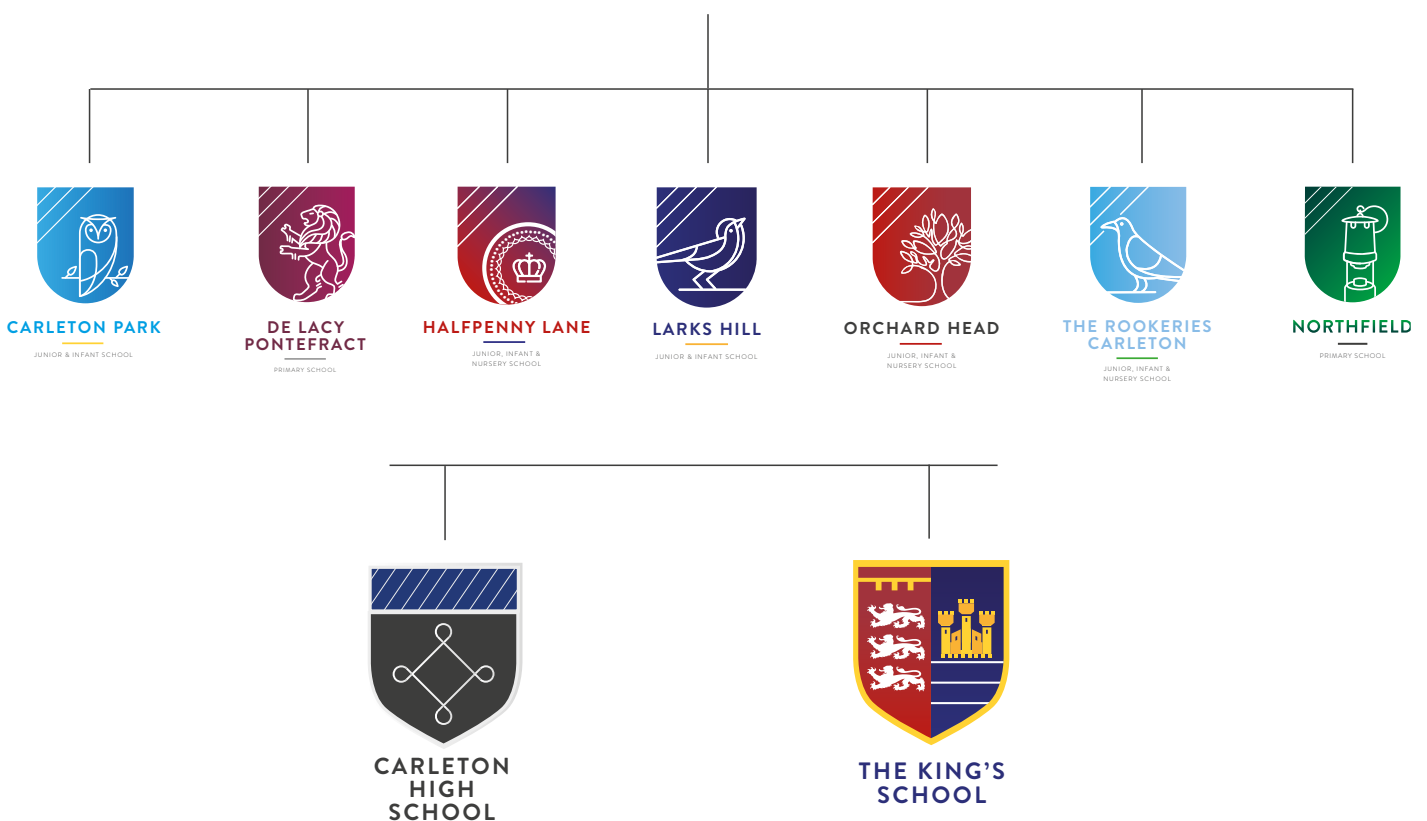 CARLETON PARK
JUNIOR & INFANT SCHOOL
DE LACY
PONTEFRACT
PRIMARY SCHOOL
HALFPENNY LANE
JUNIOR, INFANT &
NURSERY SCHOOL
LARKS HILL
JUNIOR & INFANT SCHOOL
ORCHARD HEAD
JUNIOR, INFANT &
NURSERY SCHOOL
THE ROOKERIES
CARLETON
JUNIOR, INFANT &
NURSERY SCHOOL
NORTHFIELD
PRIMARY SCHOOL
CARLETON
HIGH
SCHOOL
THE KING’S
SCHOOL